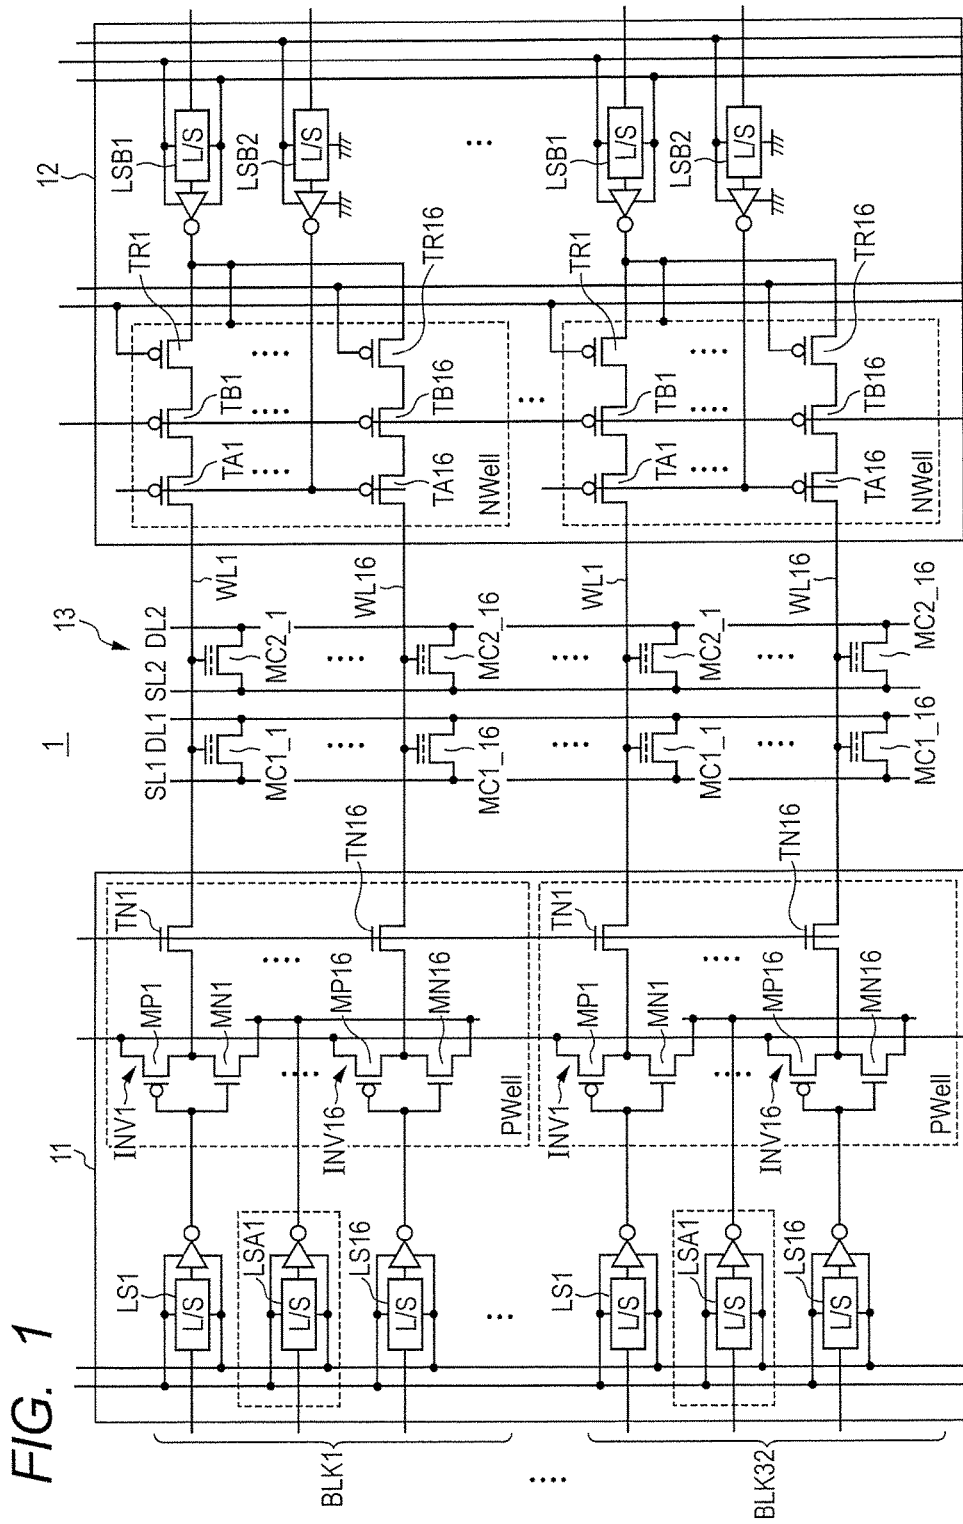 FIG. 1
1
11
13
12
BLK1
LS1
L/S
LSA1
L/S
LS16
L/S
INV1
MP1
MN1
INV16
MP16
MN16
PWell
TN1
TN16
SL1 DL1 SL2 DL2
MC1_1
MC2_1
MC1_16
MC2_16
WL1
WL16
TA1
TB1
TR1
TA16
TB16
TR16
NWell
LSB1
L/S
LSB2
L/S
BLK32
LS1
L/S
LSA1
L/S
LS16
L/S
INV1
MP1
MN1
INV16
MP16
MN16
PWell
TN1
TN16
MC1_1
MC2_1
MC1_16
MC2_16
WL1
WL16
TA1
TB1
TR1
TA16
TB16
TR16
NWell
LSB1
L/S
LSB2
L/S